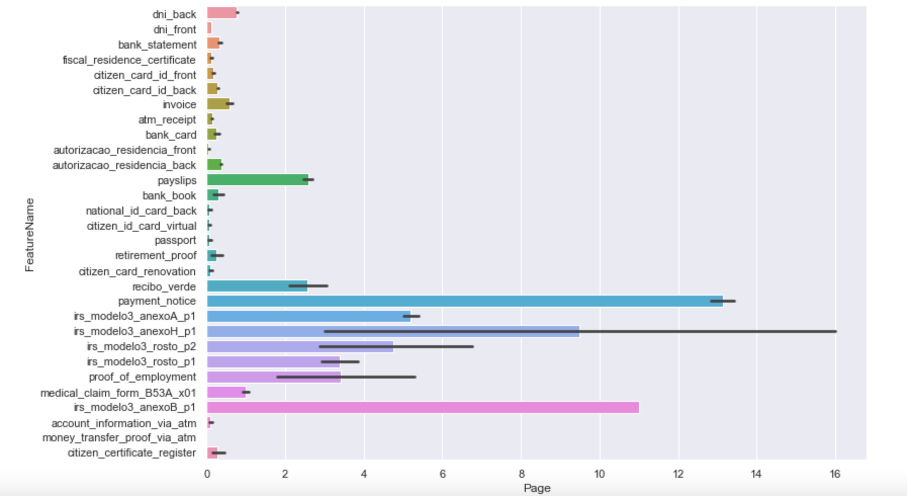 dni_back
dni_front
bank_statement
fiscal_residence_certificate
citizen_card_id_front
citizen_card_id_back
invoice
atm_receipt
bank_card
autorizacao_residencia_front
autorizacao_residencia_back
payslips
bank_book
national_id_card_back
citizen_id_card_virtual
passport
retirement_proof
citizen_card_renovation
recibo_verde
payment_notice
irs_modelo3_anexoA_p1
irs_modelo3_anexoH_p1
irs_modelo3_rosto_p2
irs_modelo3_rosto_p1
proof_of_employment
medical_claim_form_B53A_x01
irs_modelo3_anexoB_p1
account_information_via_atm
money_transfer_proof_via_atm
citizen_certificate_register
FeatureName
0 2 4 6 8 10 12 14 16
Page